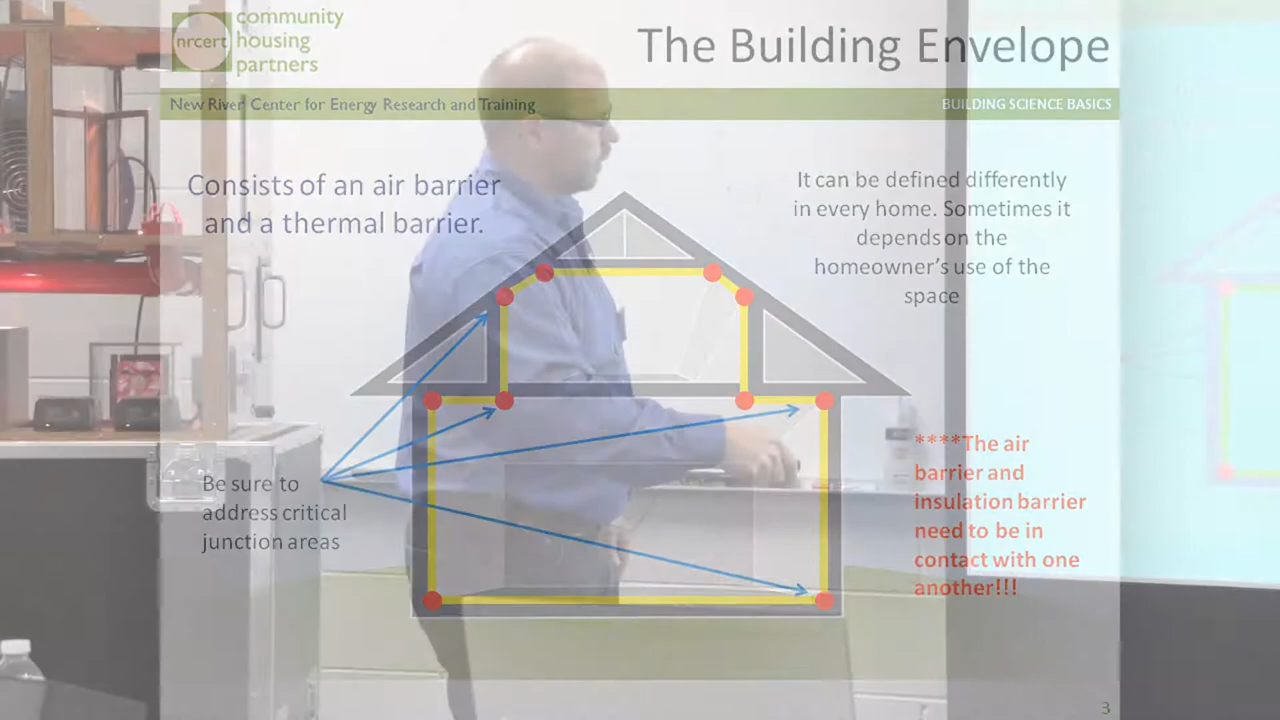 nrcert
community
housing
partners
The Building Envelope
New River Center for Energy Research and Training
BUILDING SCIENCE BASICS
Consists of an air barrier
and a thermal barrier.
It can be defined differently
in every home. Sometimes it
depends on the
homeowner's use of the
space
Be sure to
address critical
junction areas
****The air
barrier and
insulation barrier
need to be in
contact with one
another!!!
3